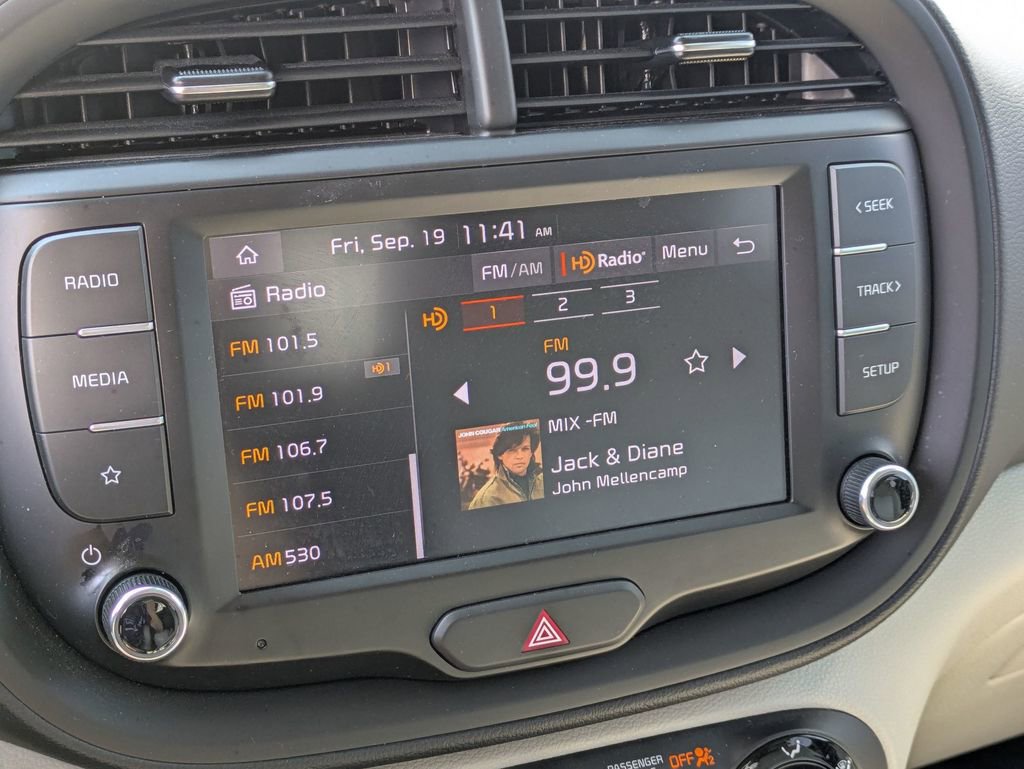 Fri, Sep. 19 11:41 AM
FM/AM HD Radio Menu
Radio
HD 1 2 3
FM 101.5
HD 1
FM 101.9
FM 106.7
FM 107.5
AM 530
FM
99.9
MIX -FM
JOHN COUGAR American Fool
Jack & Diane
John Mellencamp
RADIO
MEDIA
< SEEK
TRACK >
SETUP
PASSENGER OFF